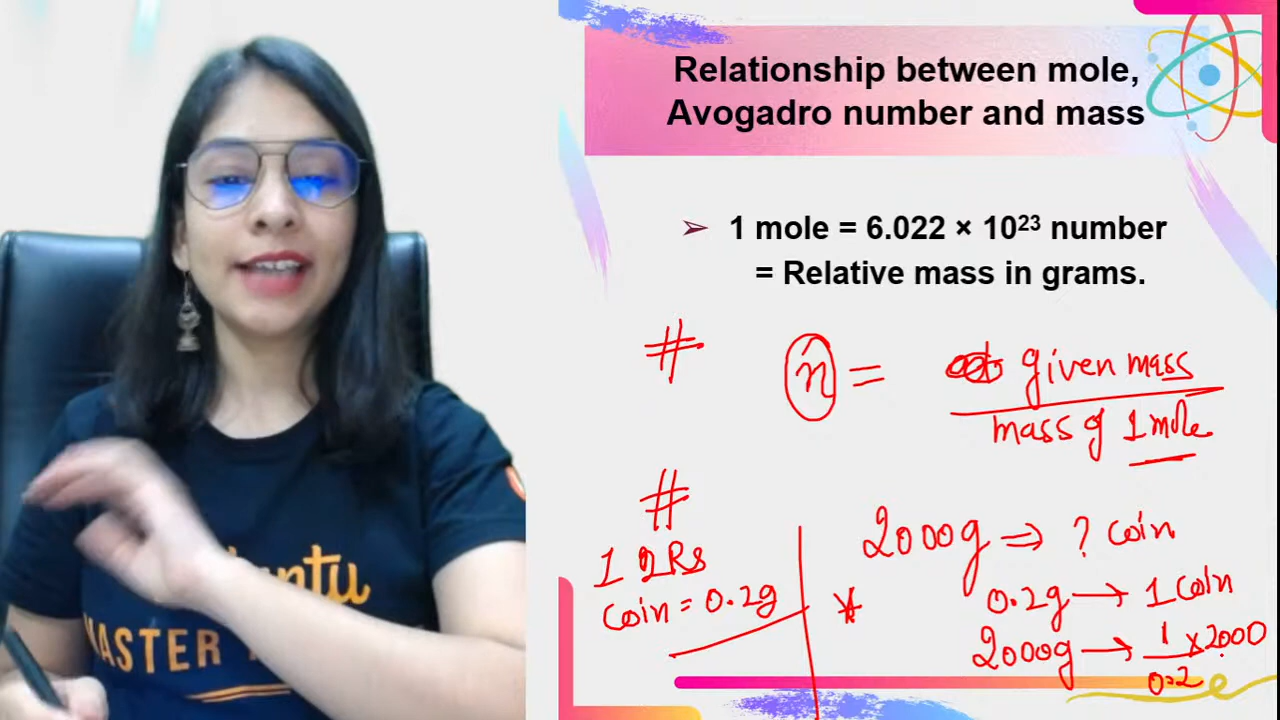 Relationship between mole,
Avogadro number and mass
➢ 1 mole = 6.022 × 10²³ number
= Relative mass in grams.
# n = given mass
mass of 1 mole
#
1 2Rs
coin = 0.2g
2000g ⇒ ? coin
* 0.2g → 1 coin
2000g → 1/0.2 × 2000
MASTER